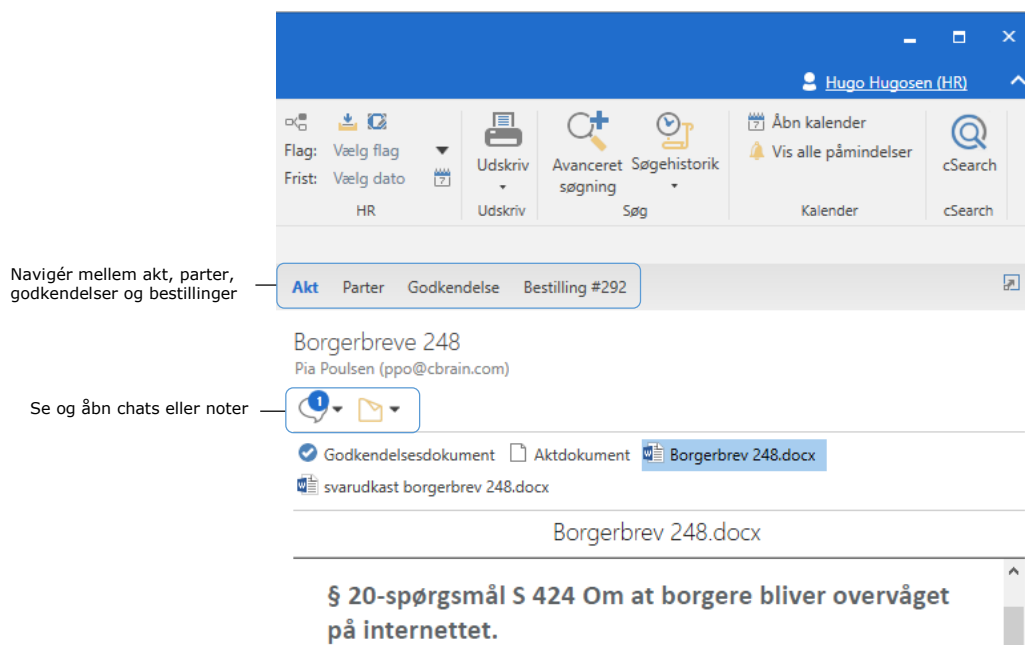 Hugo Hugosen (HR)
Flag: Vælg flag
Frist: Vælg dato
7
HR
Udskriv
Udskriv
Avanceret
søgning
Søgehistorik
Søg
7 Åbn kalender
Vis alle påmindelser
Kalender
cSearch
cSearch
Navigér mellem akt, parter,
godkendelser og bestillinger
Akt Parter Godkendelse Bestilling #292
Borgerbreve 248
Pia Poulsen (ppo@cbrain.com)
Se og åbn chats eller noter
1
Godkendelsesdokument Aktdokument Borgerbrev 248.docx
svarudkast borgerbrev 248.docx
Borgerbrev 248.docx
§ 20-spørgsmål S 424 Om at borgere bliver overvåget
på internettet.